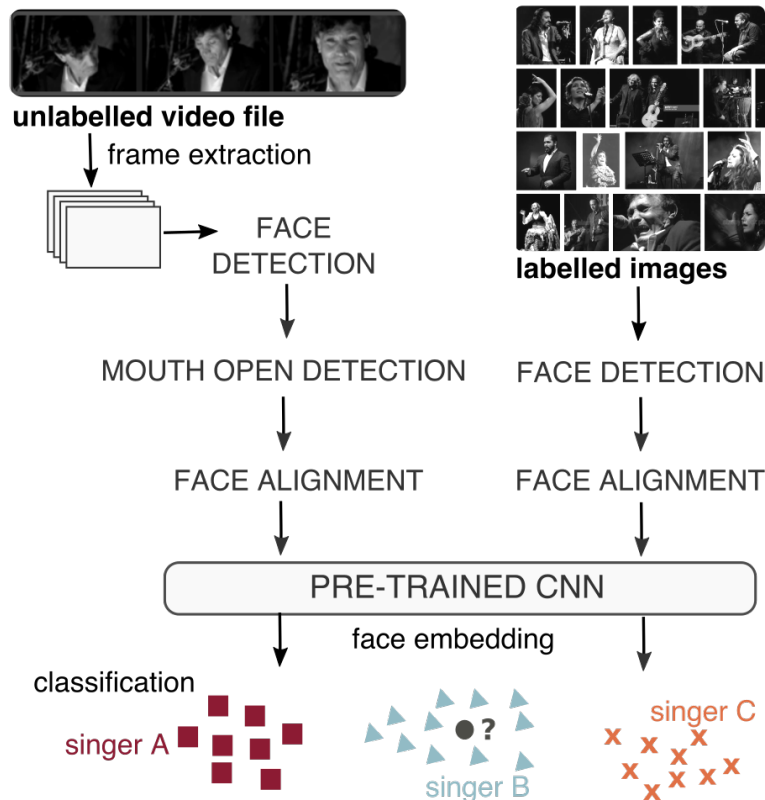 unlabelled video file
frame extraction
FACE
DETECTION
MOUTH OPEN DETECTION
FACE ALIGNMENT
labelled images
FACE DETECTION
FACE ALIGNMENT
PRE-TRAINED CNN
face embedding
classification
singer A
?
singer B
singer C
x x x x x x x x x x